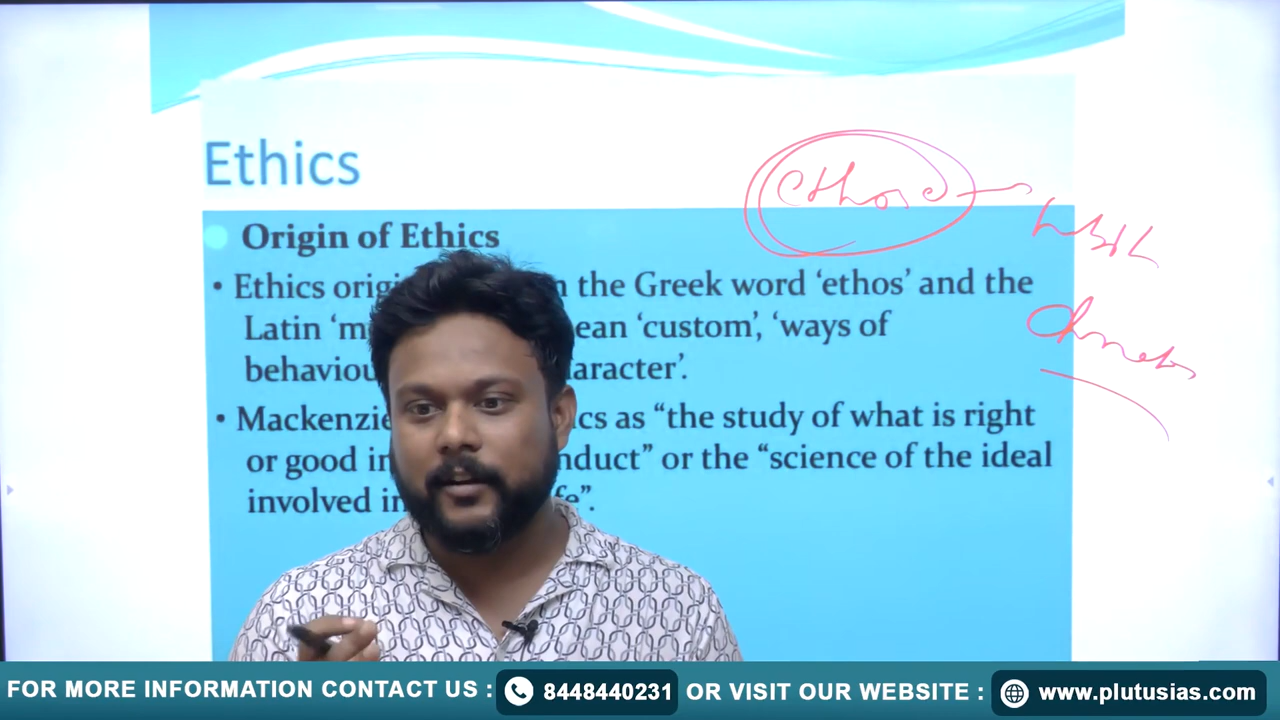 Ethics
ethos
Origin of Ethics
• Ethics orig n the Greek word ‘ethos’ and the
Latin ‘m ean ‘custom’, ‘ways of
behaviou aracter’.
• Mackenzie ics as “the study of what is right
or good in nduct” or the “science of the ideal
involved in fe”.
FOR MORE INFORMATION CONTACT US : 8448440231 OR VISIT OUR WEBSITE : www.plutusias.com